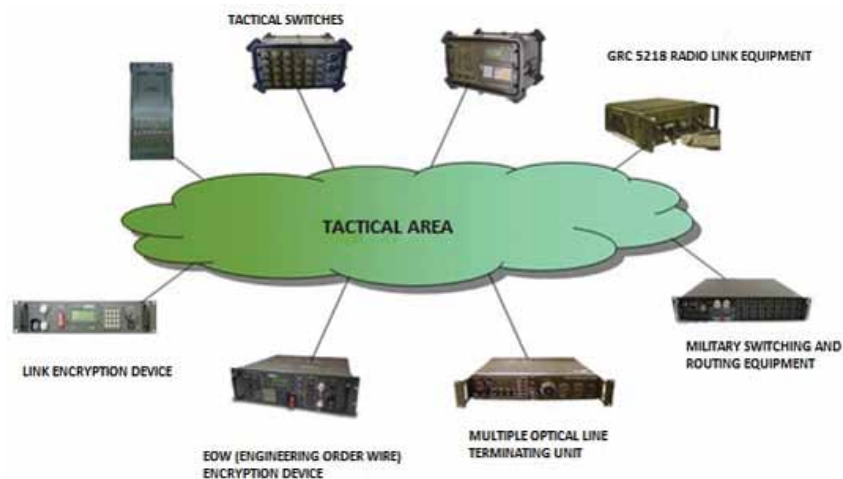 TACTICAL SWITCHES
GRC 5218 RADIO LINK EQUIPMENT
TACTICAL AREA
LINK ENCRYPTION DEVICE
MILITARY SWITCHING AND
ROUTING EQUIPMENT
EOW (ENGINEERING ORDER WIRE)
ENCRYPTION DEVICE
MULTIPLE OPTICAL LINE
TERMINATING UNIT